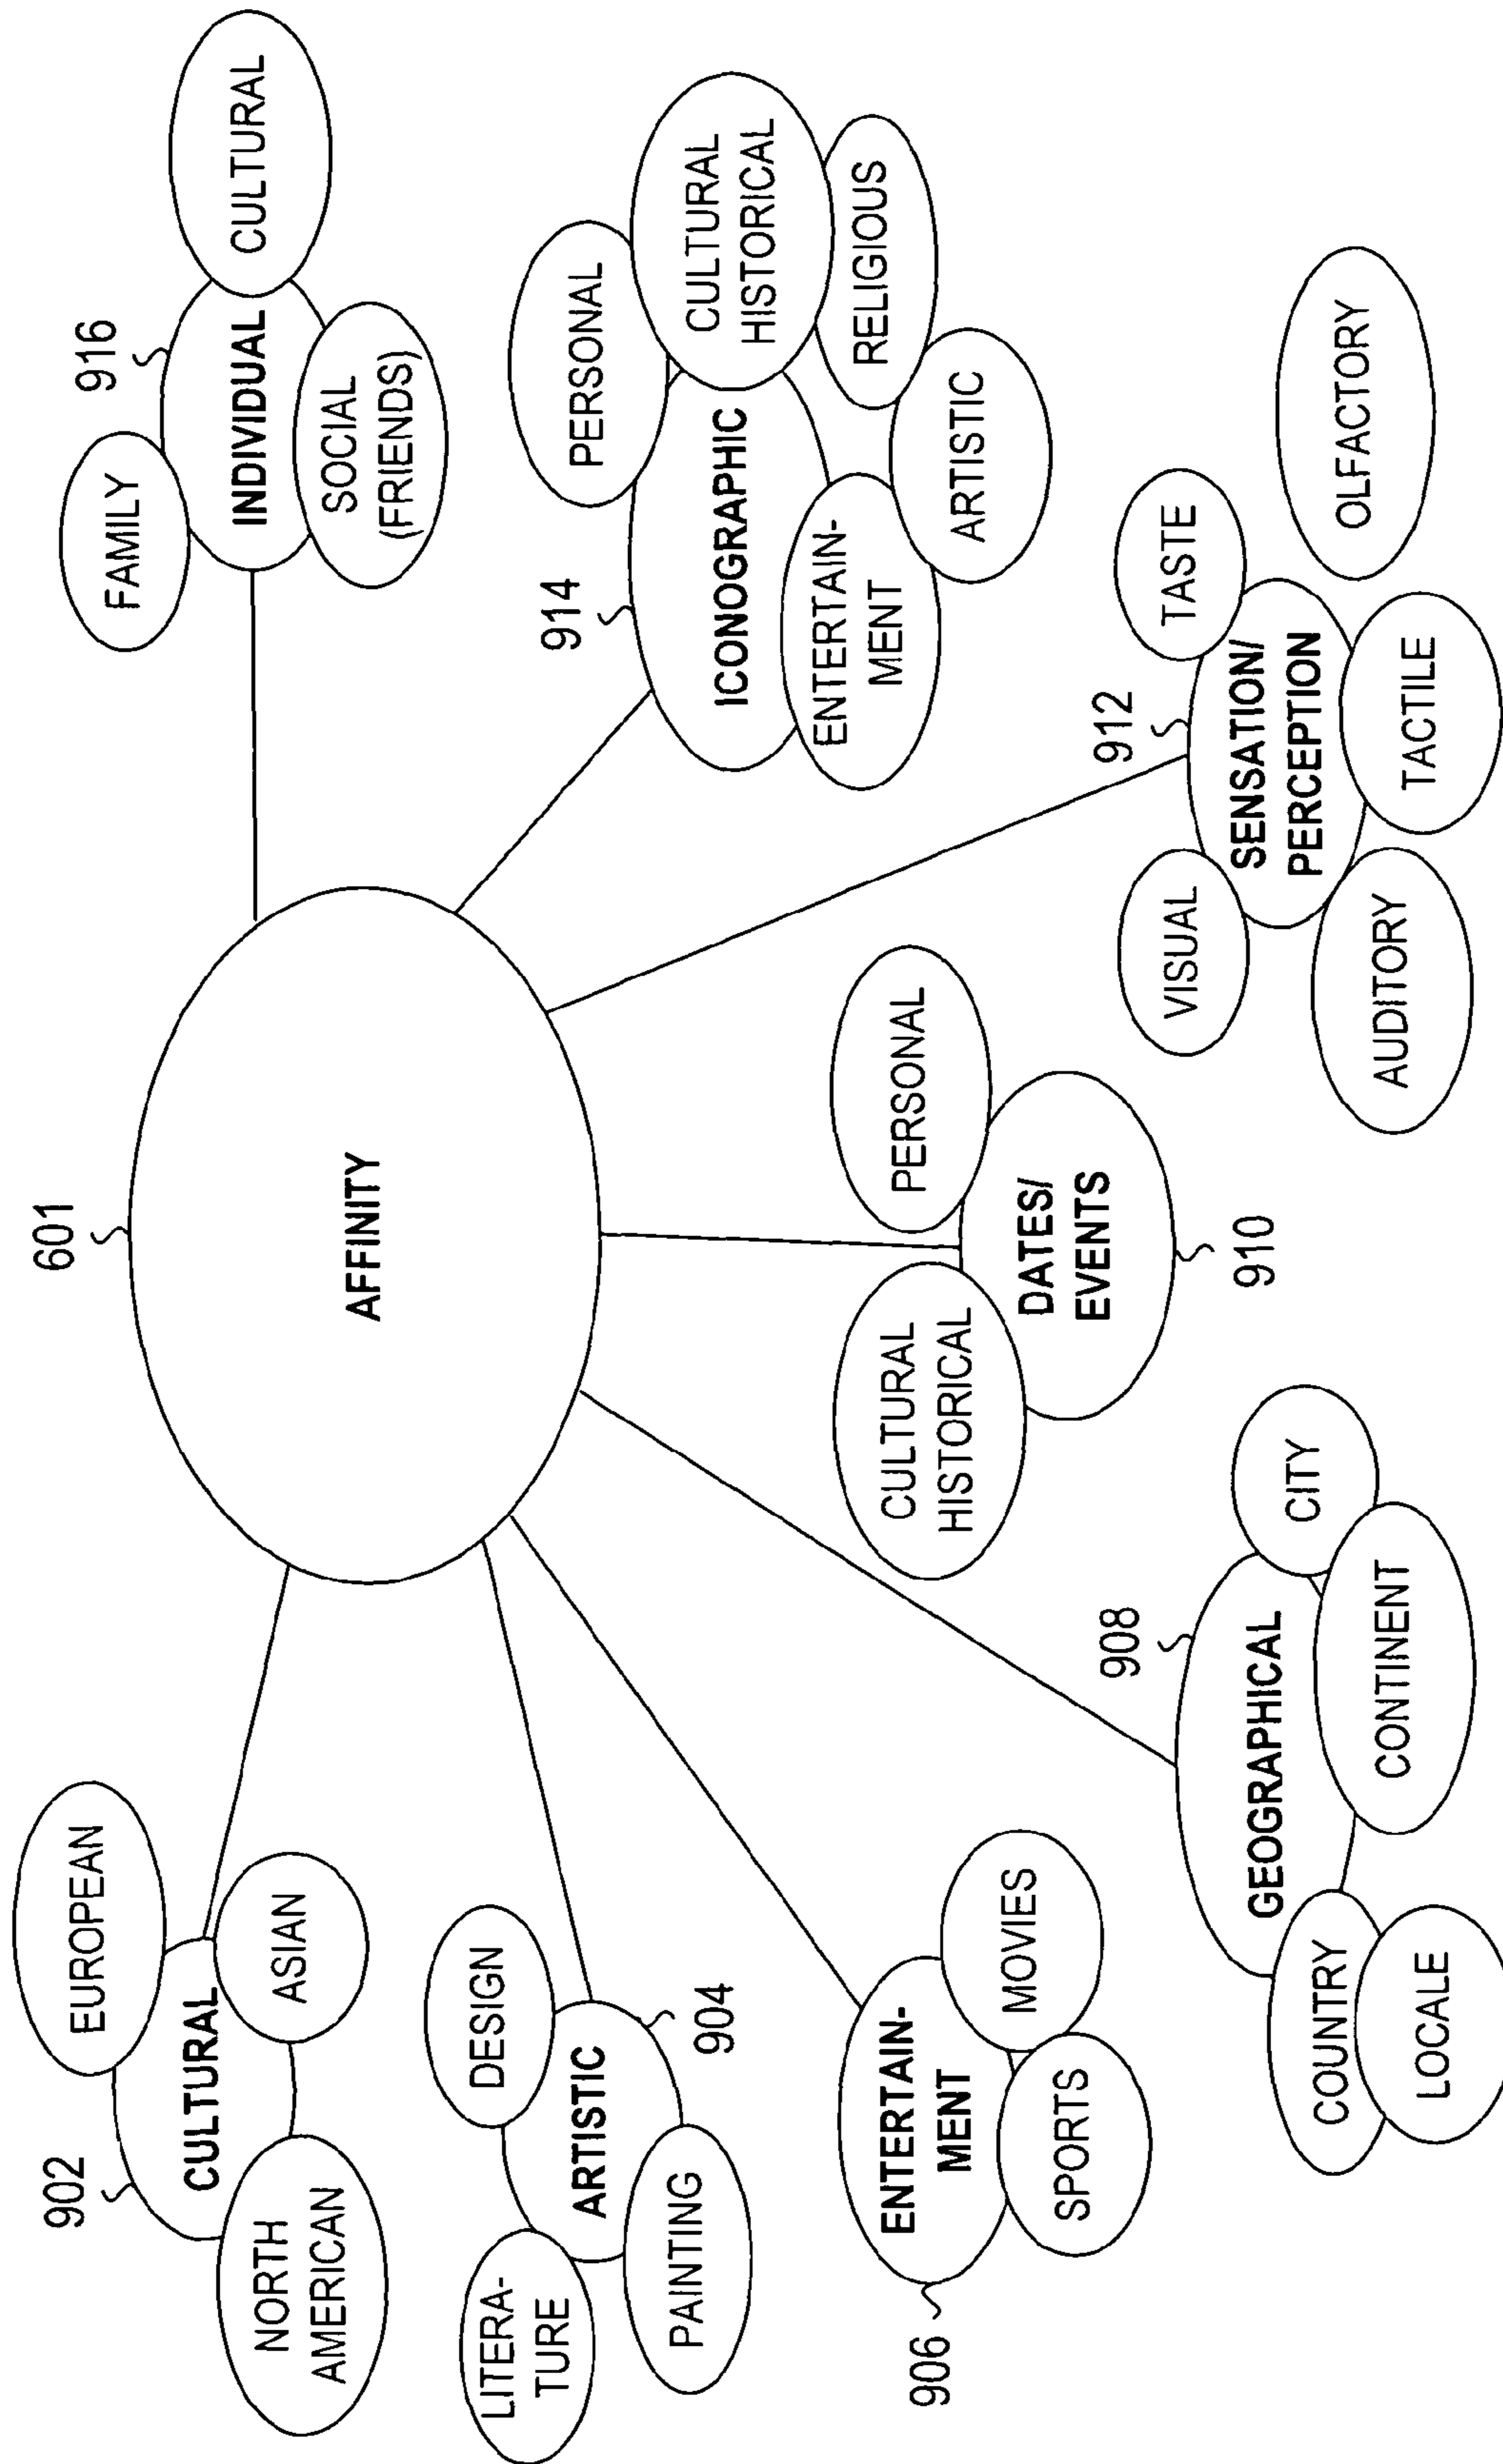 601
AFFINITY
902
CULTURAL
EUROPEAN
ASIAN
NORTH
AMERICAN
904
ARTISTIC
DESIGN
LITERA-
TURE
PAINTING
906
ENTERTAIN-
MENT
MOVIES
SPORTS
908
GEOGRAPHICAL
CITY
CONTINENT
COUNTRY
LOCALE
910
DATES/
EVENTS
CULTURAL
HISTORICAL
PERSONAL
912
SENSATION/
PERCEPTION
VISUAL
TASTE
AUDITORY
TACTILE
OLFACTORY
914
ICONOGRAPHIC
PERSONAL
CULTURAL
HISTORICAL
RELIGIOUS
ARTISTIC
ENTERTAIN-
MENT
916
INDIVIDUAL
FAMILY
CULTURAL
SOCIAL
(FRIENDS)